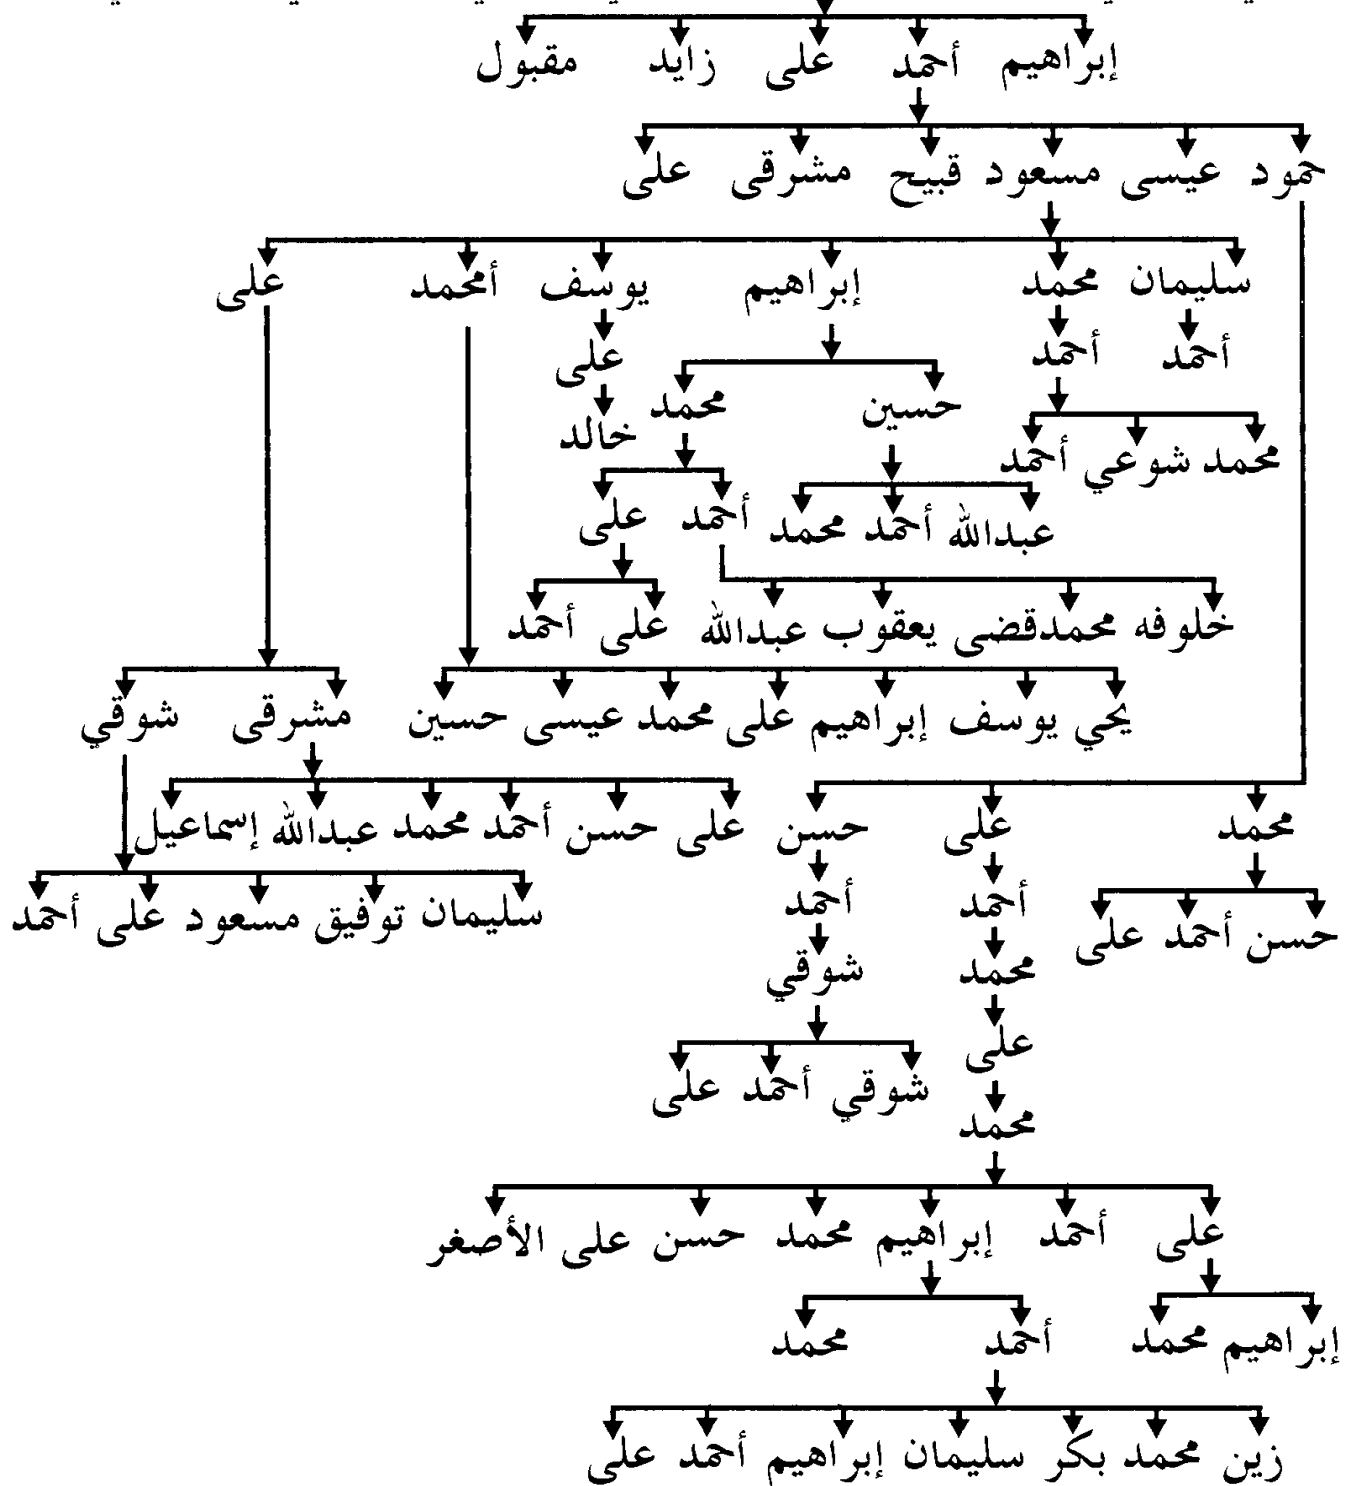 إبراهيم أحمد على زايد مقبول
حمود عيسى مسعود قبيح مشرقى على
سليمان محمد إبراهيم يوسف أمحمد على
أحمد أحمد على
حسين محمد
خالد
محمد شوعي أحمد
عبدالله أحمد محمد أحمد على
خلوفه محمدقضى يعقوب عبدالله على أحمد
يحي يوسف إبراهيم على محمد عيسى حسين مشرقى شوقي
محمد على حسن على حسن أحمد محمد عبدالله إسماعيل
أحمد أحمد سليمان توفيق مسعود على أحمد
حسن أحمد على
محمد شوقي
على
شوقي أحمد على
محمد
على أحمد إبراهيم محمد حسن على الأصغر
إبراهيم محمد أحمد محمد
زين محمد بكر سليمان إبراهيم أحمد على